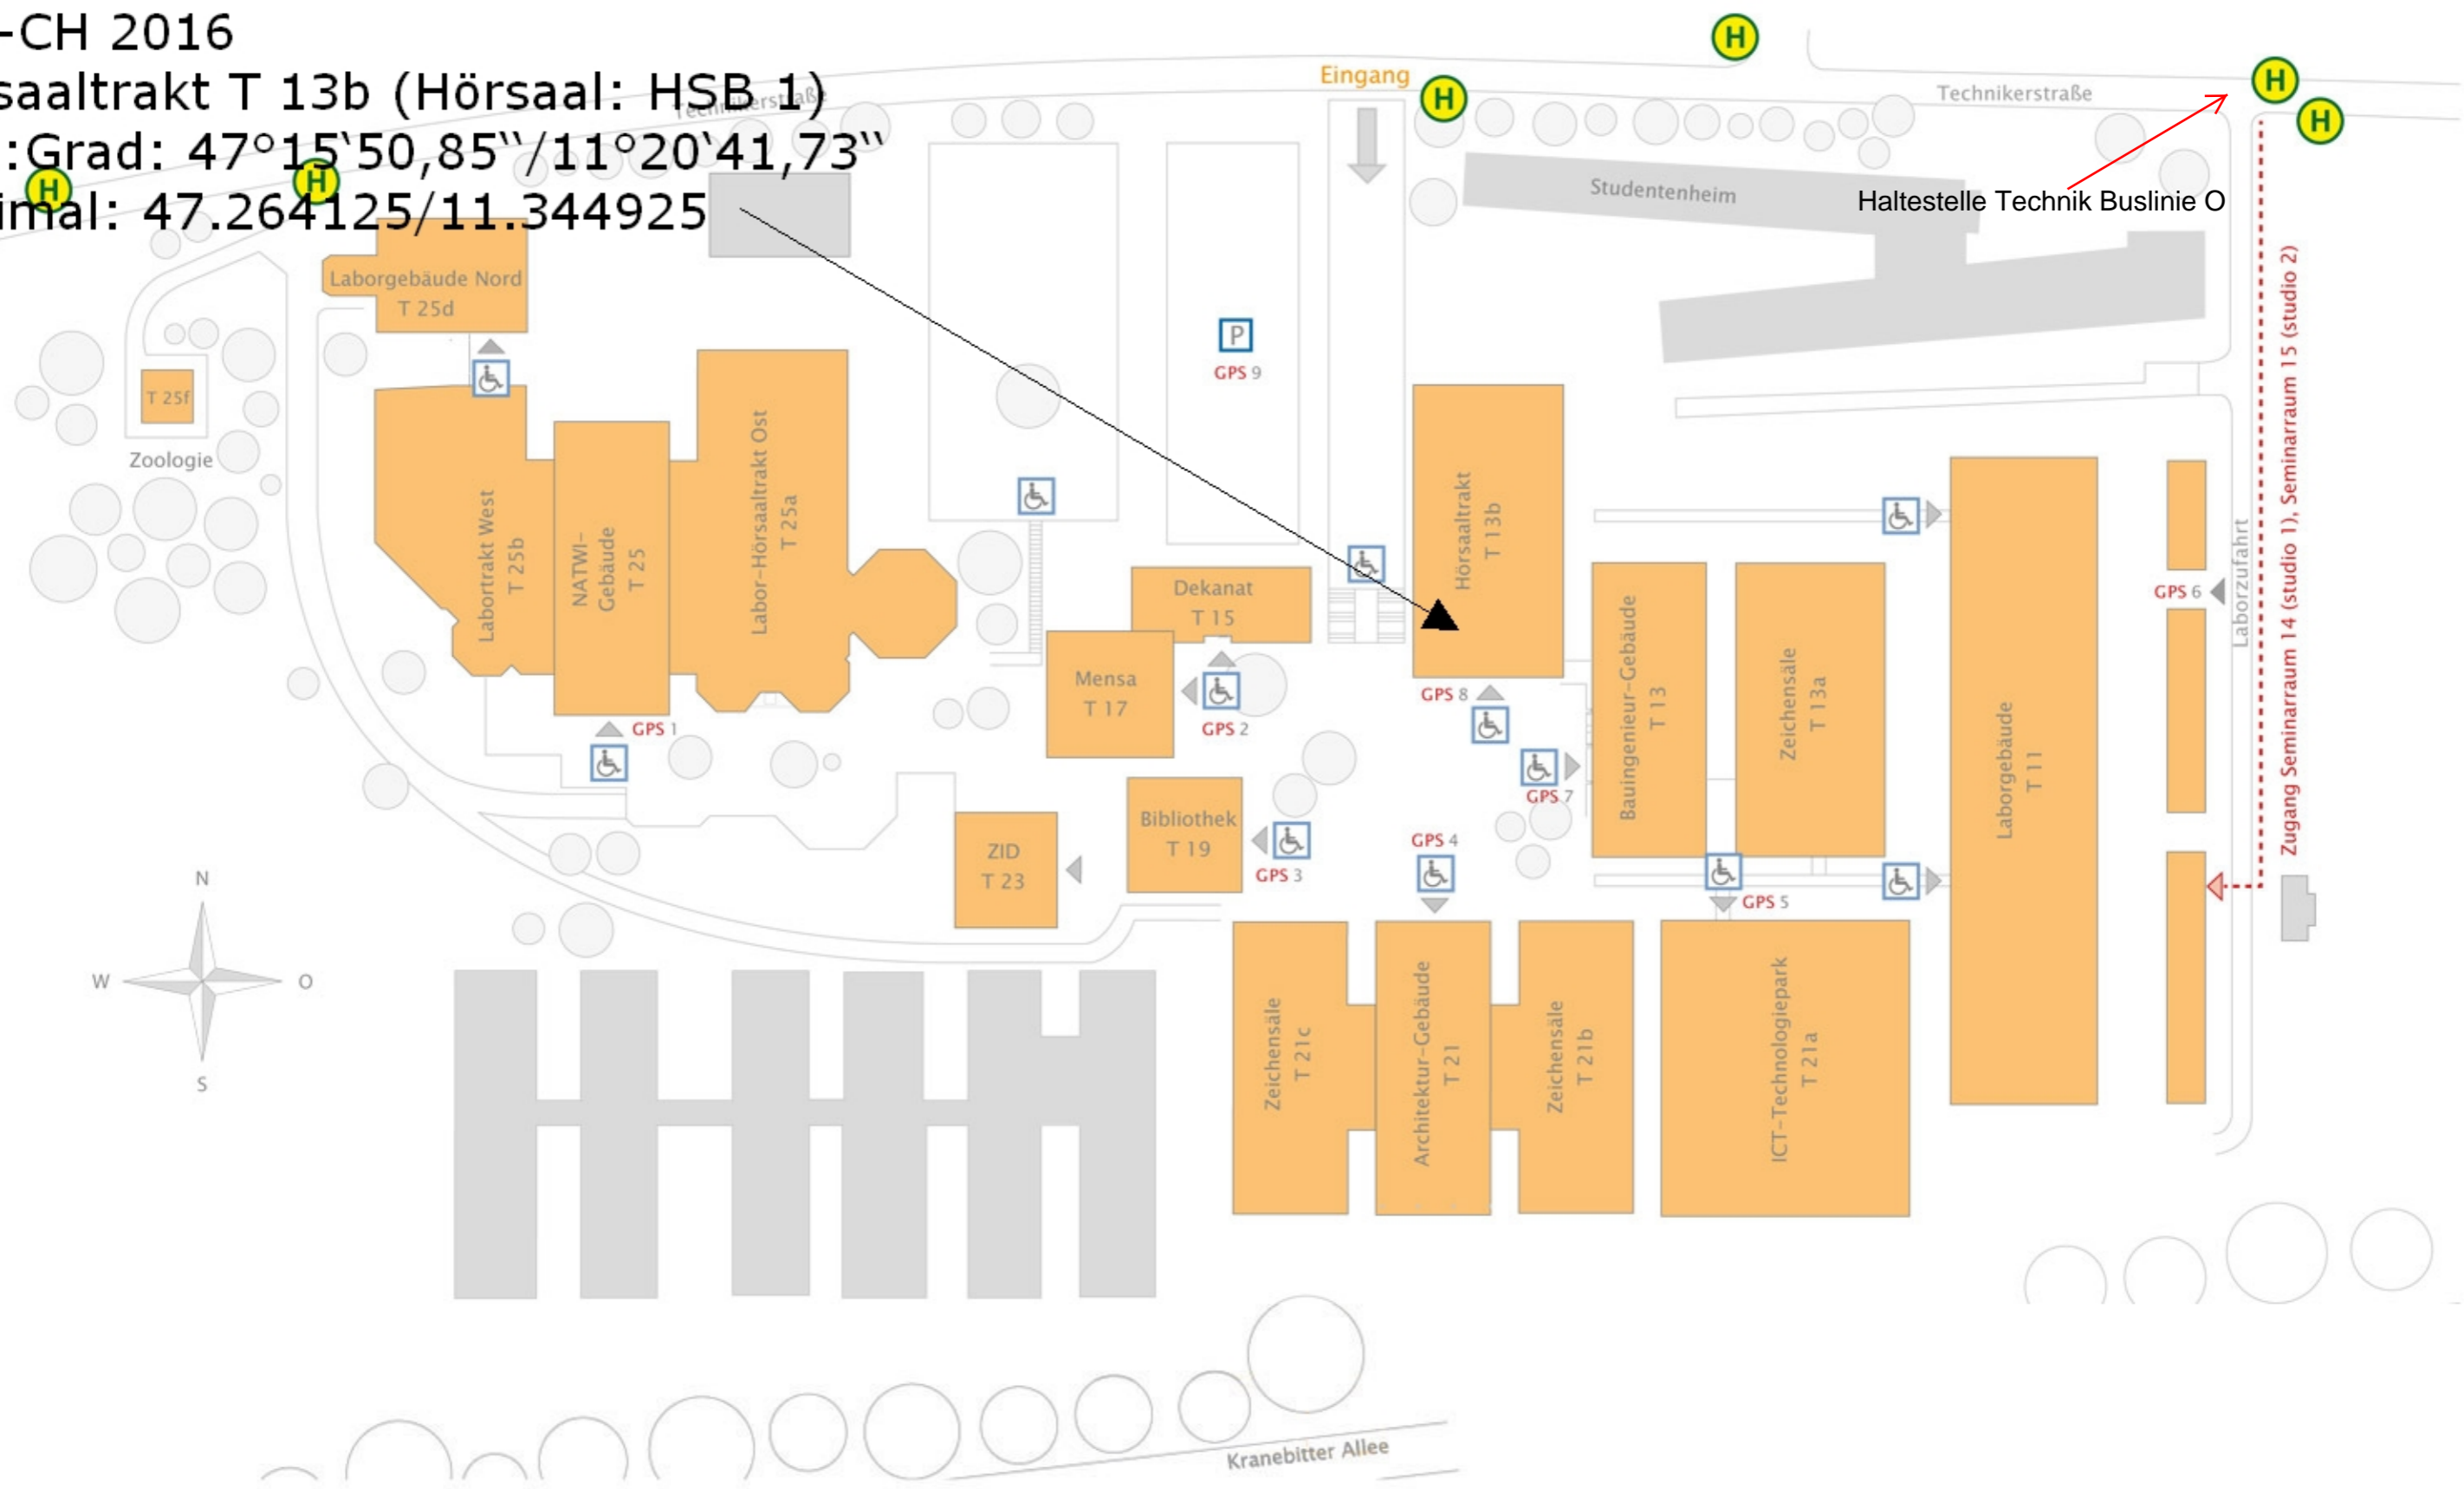 -CH 2016
saaltrakt T 13b (Hörsaal: HSB 1)
:Grad: 47°15‛50,85‟/11°20‛41,73‟
imal: 47.264125/11.344925
Technikerstraße
Eingang
H
H
H
H
H
H
Technikerstraße
Haltestelle Technik Buslinie O
Studentenheim
Laborgebäude Nord
T 25d
T 25f
Zoologie
P
GPS 9
Labortrakt West
T 25b
NATWI-
Gebäude
T 25
Labor-Hörsaaltrakt Ost
T 25a
GPS 1
Dekanat
T 15
Mensa
T 17
GPS 2
Hörsaaltrakt
T 13b
GPS 8
GPS 7
Bauingenieur-Gebäude
T 13
Zeichensäle
T 13a
Laborgebäude
T 11
GPS 6
Laborzufahrt
Zugang Seminarraum 14 (studio 1), Seminarraum 15 (studio 2)
ZID
T 23
Bibliothek
T 19
GPS 3
GPS 4
GPS 5
N
W
O
S
Zeichensäle
T 21c
Architektur-Gebäude
T 21
Zeichensäle
T 21b
ICT-Technologiepark
T 21a
Kranebitter Allee